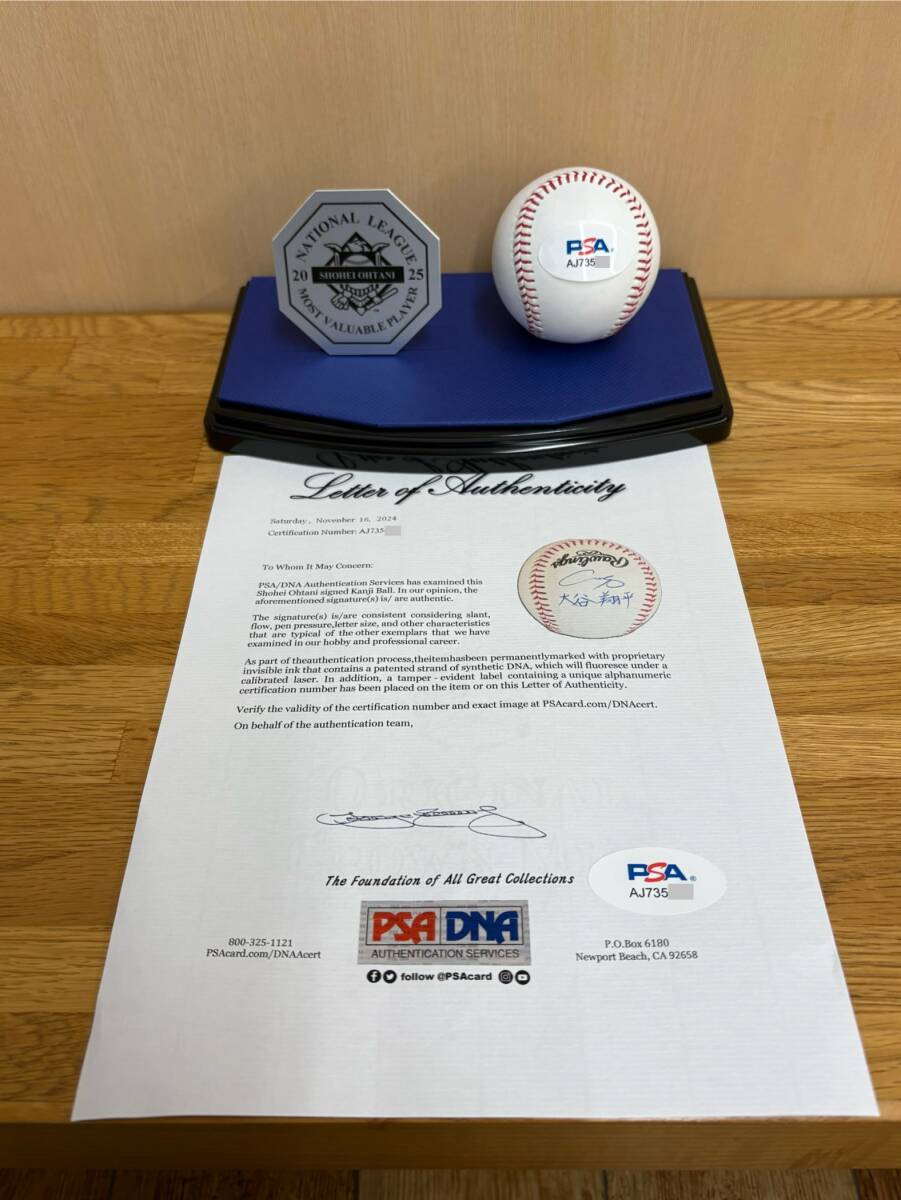 NATIONAL LEAGUE
20 SHOHEI OHTANI 25
MOST VALUABLE PLAYER
PSA
AJ735
Letter of Authenticity
Saturday, November 16, 2024
Certification Number: AJ735
To Whom It May Concern:
PSA/DNA Authentication Services has examined this
Shohei Ohtani signed Kanji Ball. In our opinion, the
aforementioned signature(s) is/ are authentic.
The signature(s) is/are consistent considering slant,
flow, pen pressure,letter size, and other characteristics
that are typical of the other exemplars that we have
examined in our hobby and professional career.
Rawlings
大谷翔平
As part of theauthentication process,theitemhasbeen permanentlymarked with proprietary
invisible ink that contains a patented strand of synthetic DNA, which will fluoresce under a
calibrated laser. In addition, a tamper - evident label containing a unique alphanumeric
certification number has been placed on the item or on this Letter of Authenticity.
Verify the validity of the certification number and exact image at PSAcard.com/DNAcert.
On behalf of the authentication team,
The Foundation of All Great Collections
PSA
AJ735
800-325-1121
PSAcard.com/DNAAcert
PSA DNA
AUTHENTICATION SERVICES
follow @PSAcard
P.O.Box 6180
Newport Beach, CA 92658